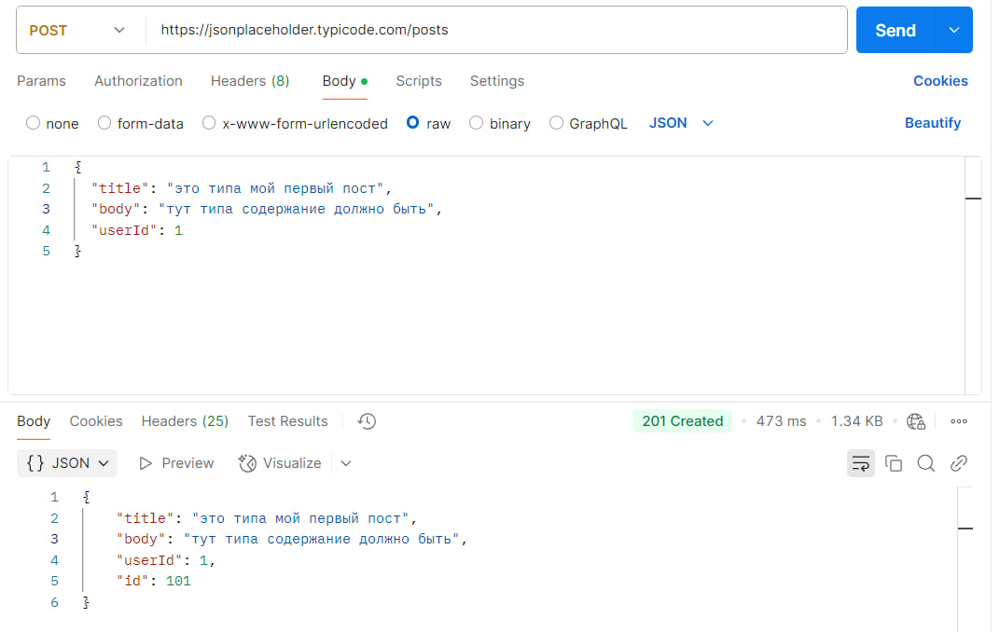 POST https://jsonplaceholder.typicode.com/posts Send
Params Authorization Headers (8) Body Scripts Settings Cookies
none form-data x-www-form-urlencoded raw binary GraphQL JSON Beautify
1 {
2 "title": "это типа мой первый пост",
3 "body": "тут типа содержание должно быть",
4 "userId": 1
5 }
Body Cookies Headers (25) Test Results 201 Created 473 ms 1.34 KB
{} JSON Preview Visualize
1 {
2 "title": "это типа мой первый пост",
3 "body": "тут типа содержание должно быть",
4 "userId": 1,
5 "id": 101
6 }